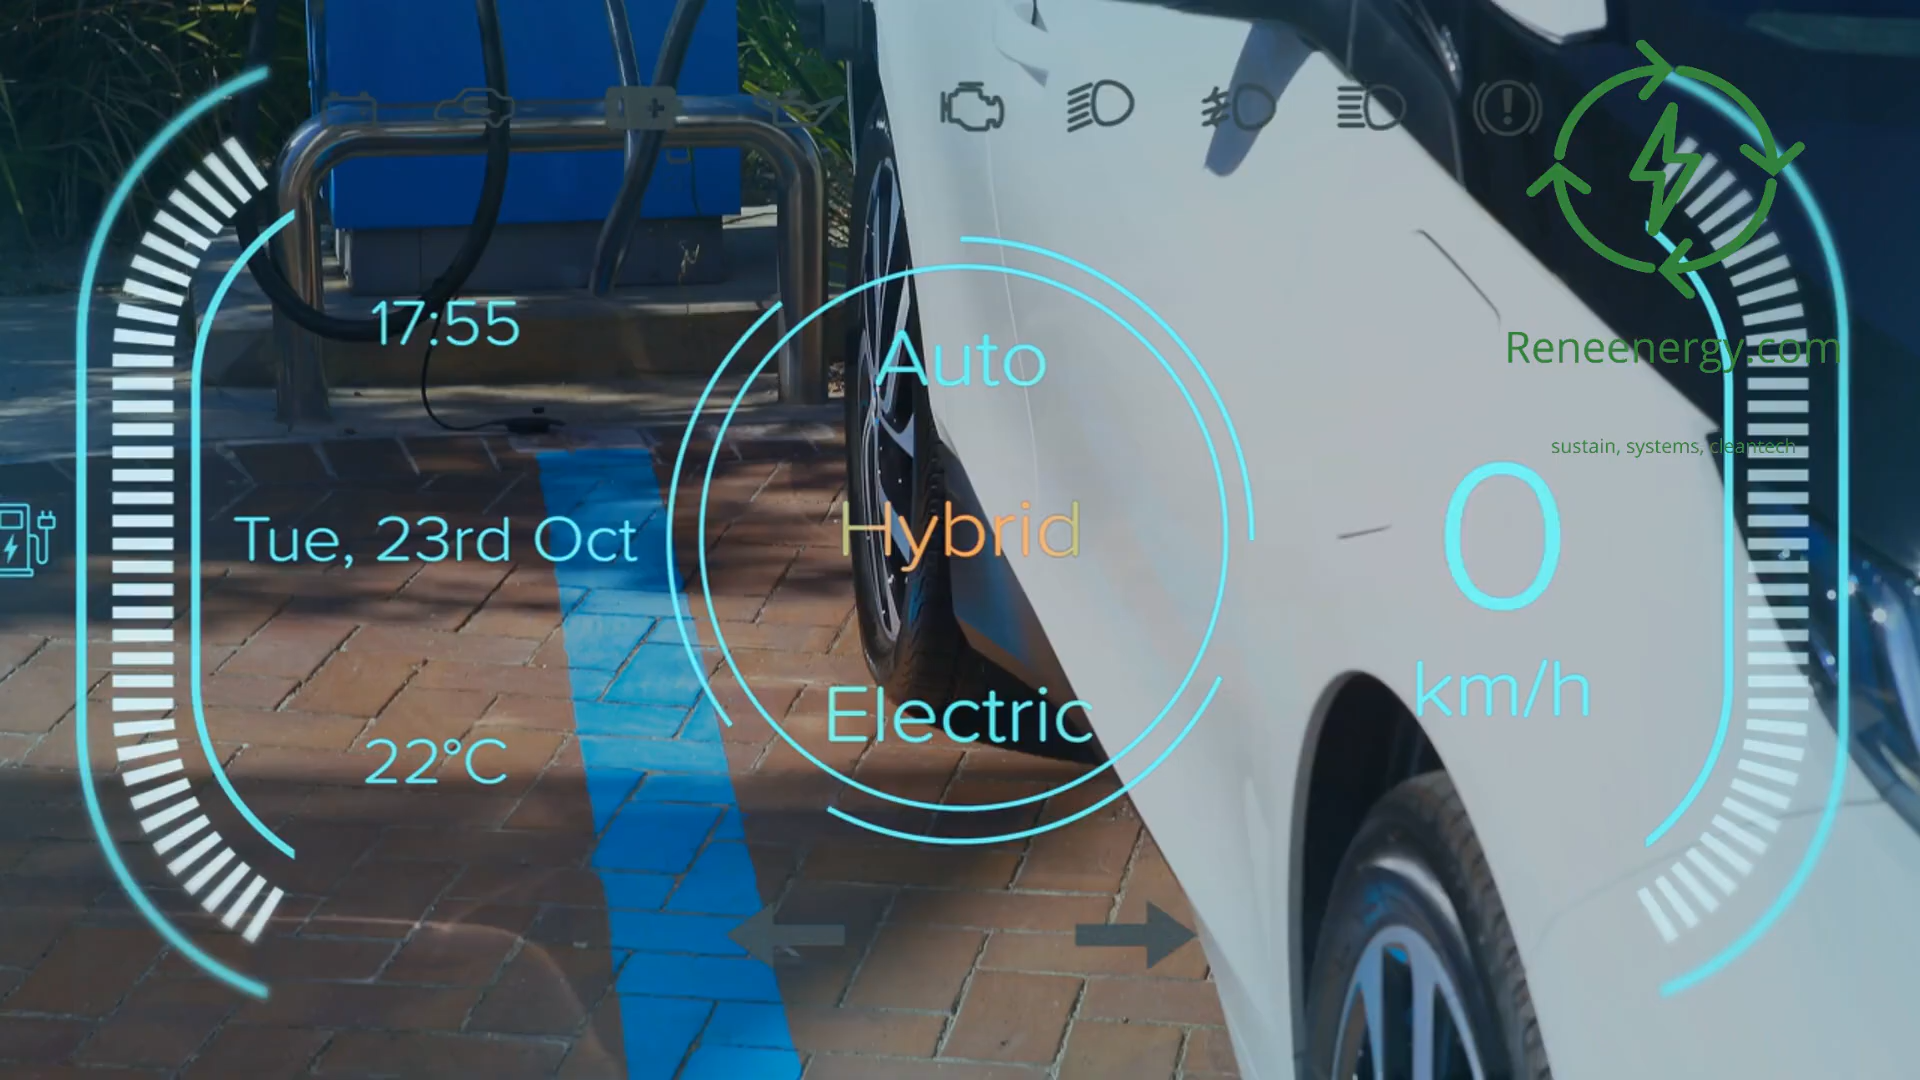 17:55
Tue, 23rd Oct
22°C
Auto
Hybrid
Electric
0
km/h
Reneenergy.com
sustain, systems, cleantech